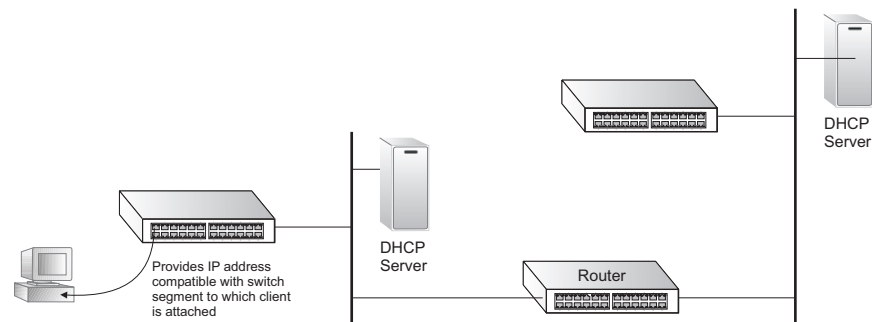 DHCP
Server
DHCP
Server
Router
Provides IP address
compatible with switch
segment to which client
is attached